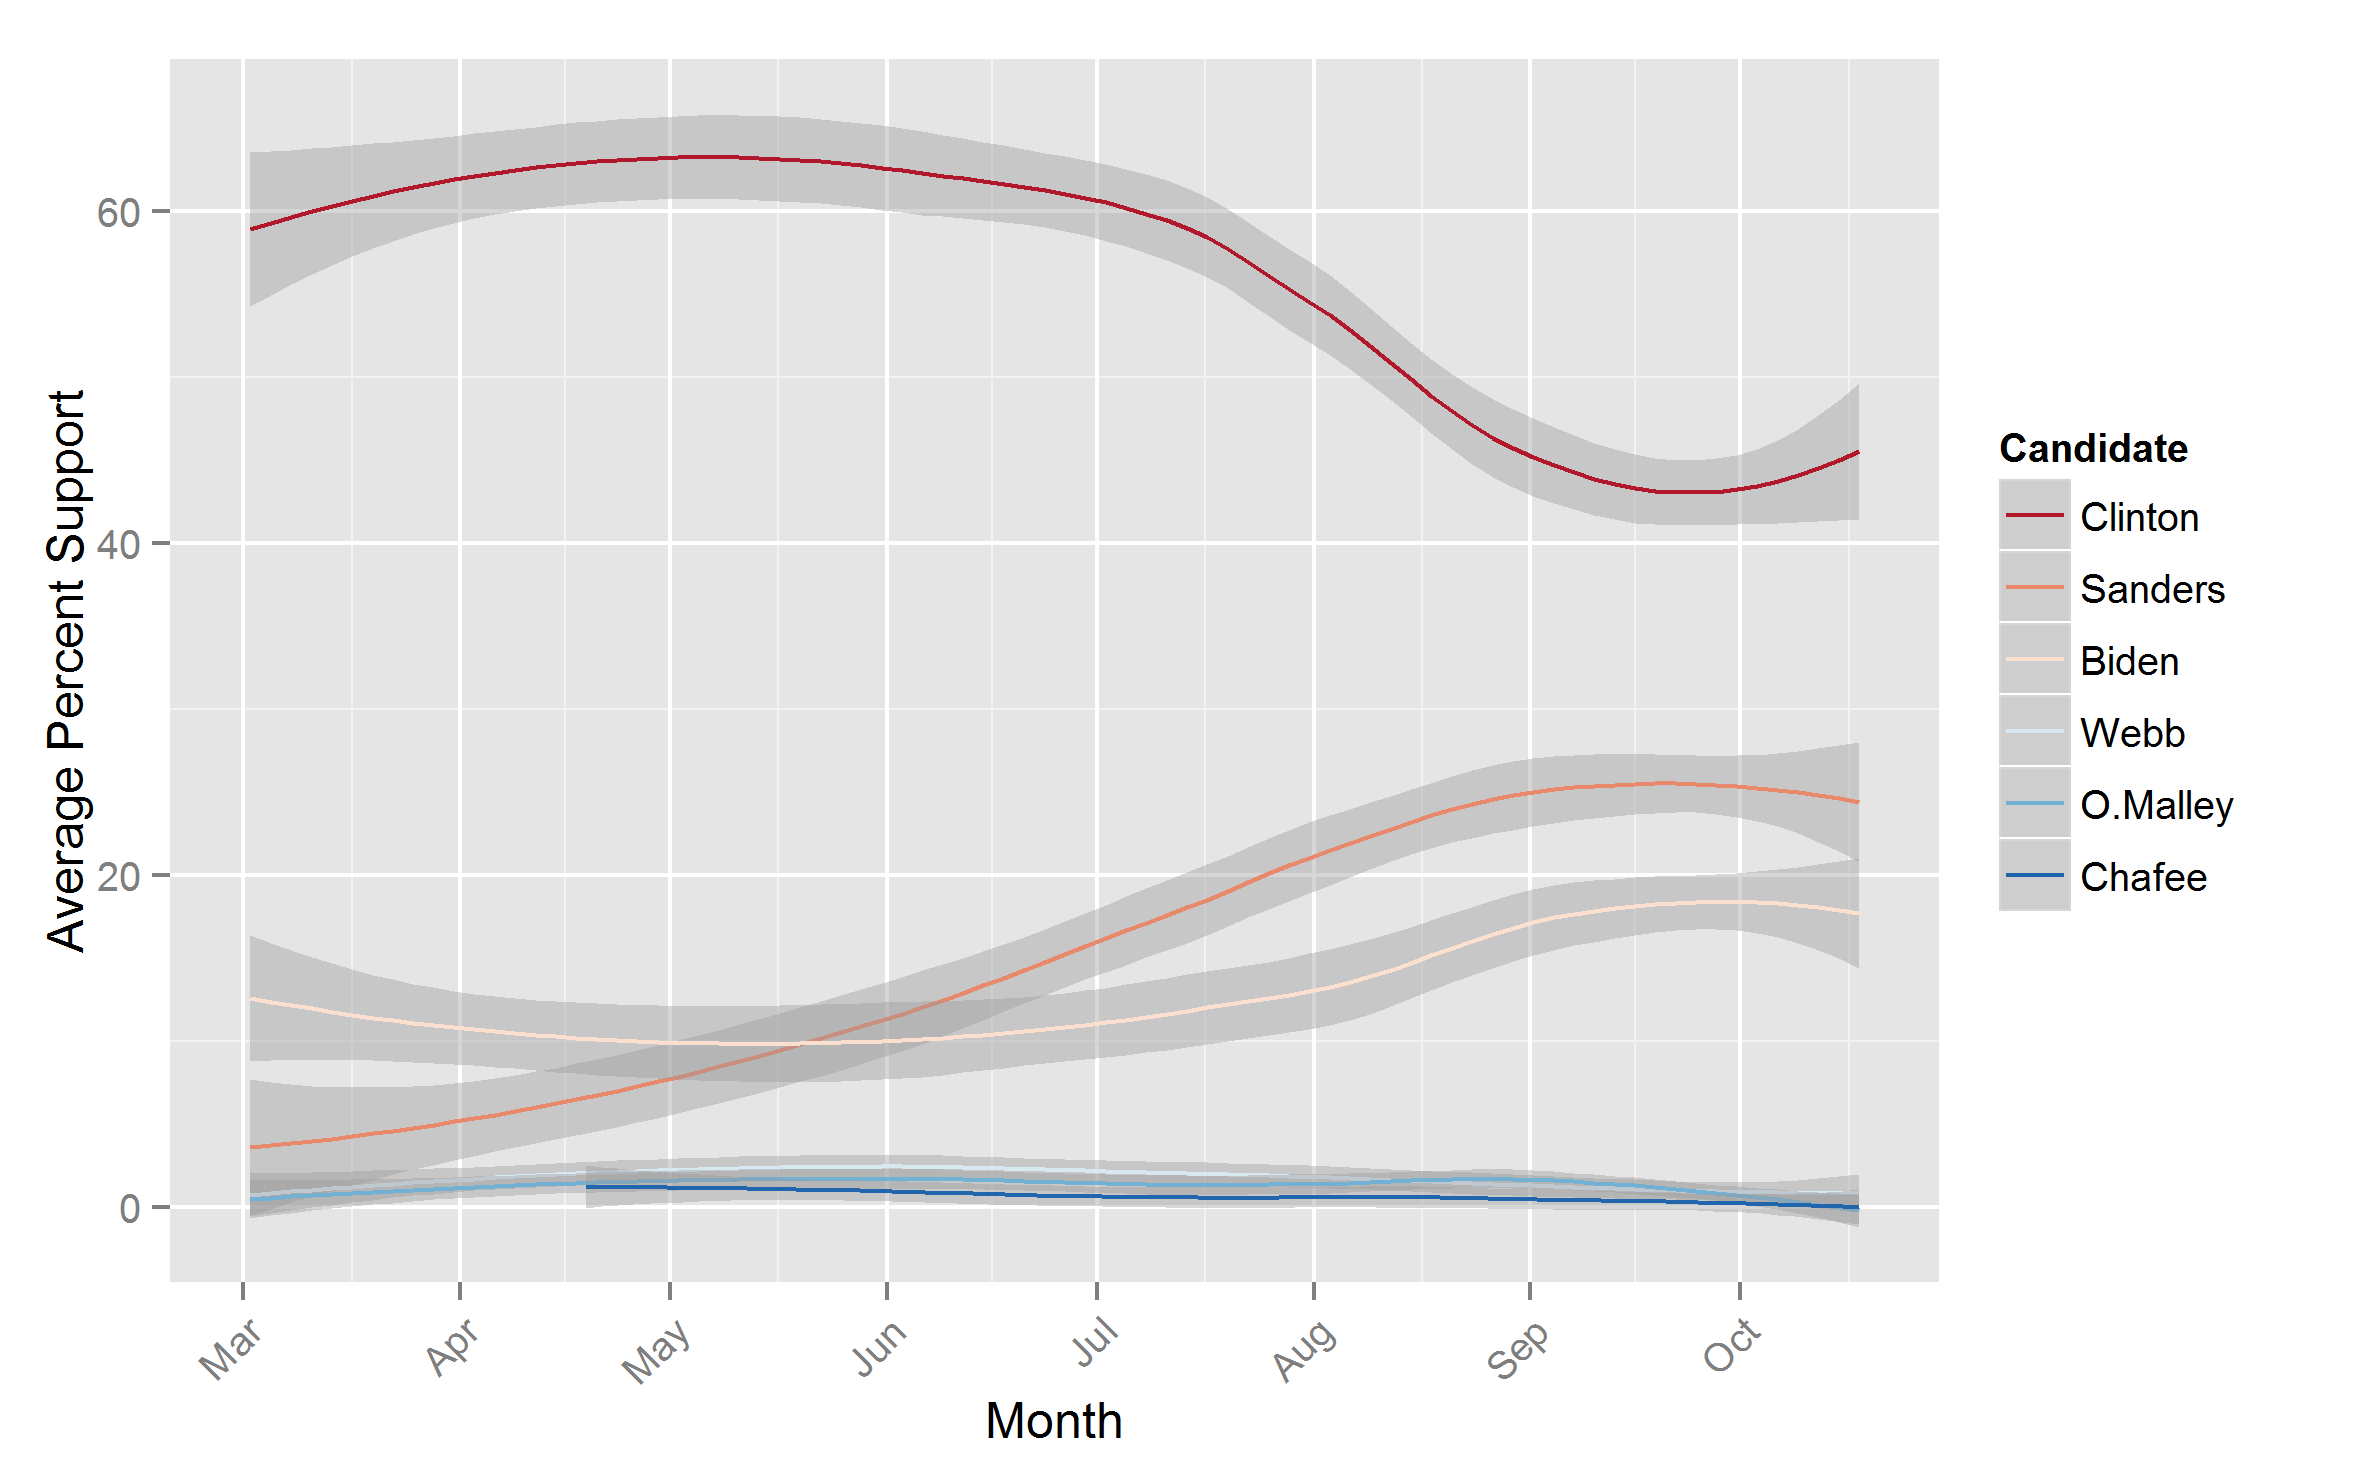 Average Percent Support
60
40
20
0
Mar
Apr
May
Jun
Jul
Aug
Sep
Oct
Month
Candidate
Clinton
Sanders
Biden
Webb
O.Malley
Chafee